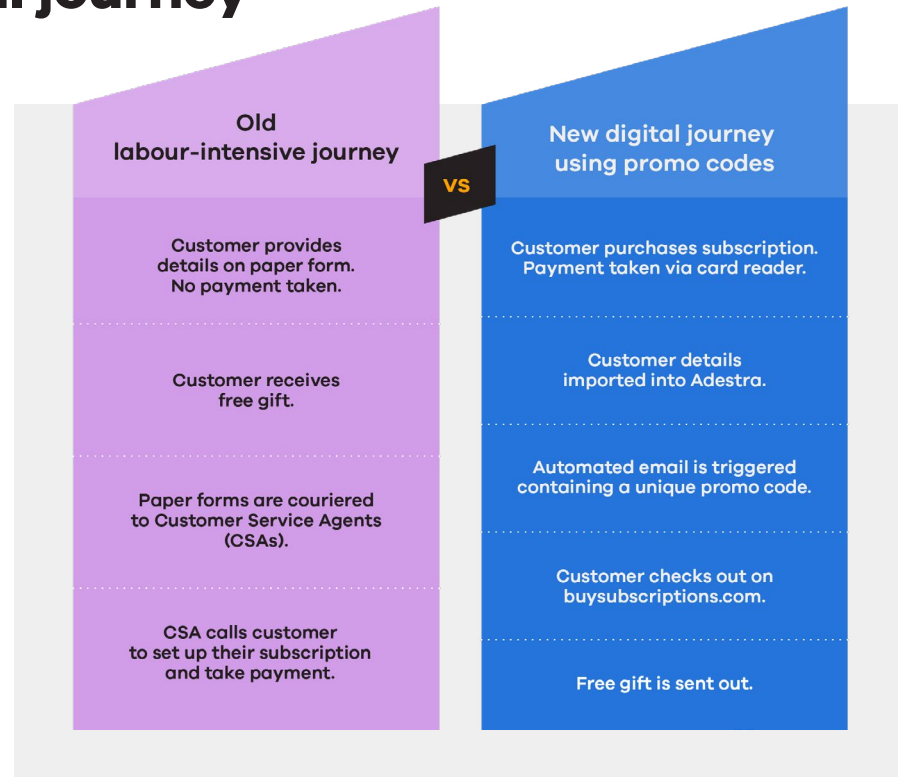 journey
Old
labour-intensive journey
vs
New digital journey
using promo codes
Customer provides
details on paper form.
No payment taken.
Customer receives
free gift.
Paper forms are couriered
to Customer Service Agents
(CSAs).
CSA calls customer
to set up their subscription
and take payment.
Customer purchases subscription.
Payment taken via card reader.
Customer details
imported into Adestra.
Automated email is triggered
containing a unique promo code.
Customer checks out on
buysubscriptions.com.
Free gift is sent out.